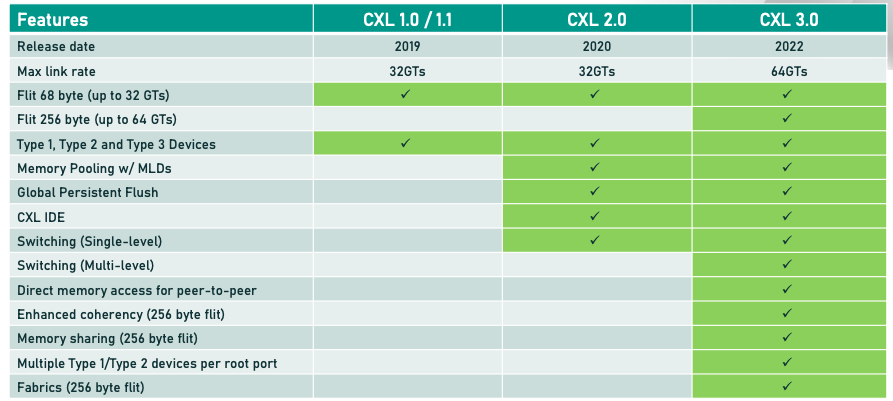 Features CXL 1.0 / 1.1 CXL 2.0 CXL 3.0
Release date 2019 2020 2022
Max link rate 32GTs 32GTs 64GTs
Flit 68 byte (up to 32 GTs) ✓ ✓ ✓
Flit 256 byte (up to 64 GTs) ✓
Type 1, Type 2 and Type 3 Devices ✓ ✓ ✓
Memory Pooling w/ MLDs ✓ ✓
Global Persistent Flush ✓ ✓
CXL IDE ✓ ✓
Switching (Single-level) ✓ ✓
Switching (Multi-level) ✓
Direct memory access for peer-to-peer ✓
Enhanced coherency (256 byte flit) ✓
Memory sharing (256 byte flit) ✓
Multiple Type 1/Type 2 devices per root port ✓
Fabrics (256 byte flit) ✓